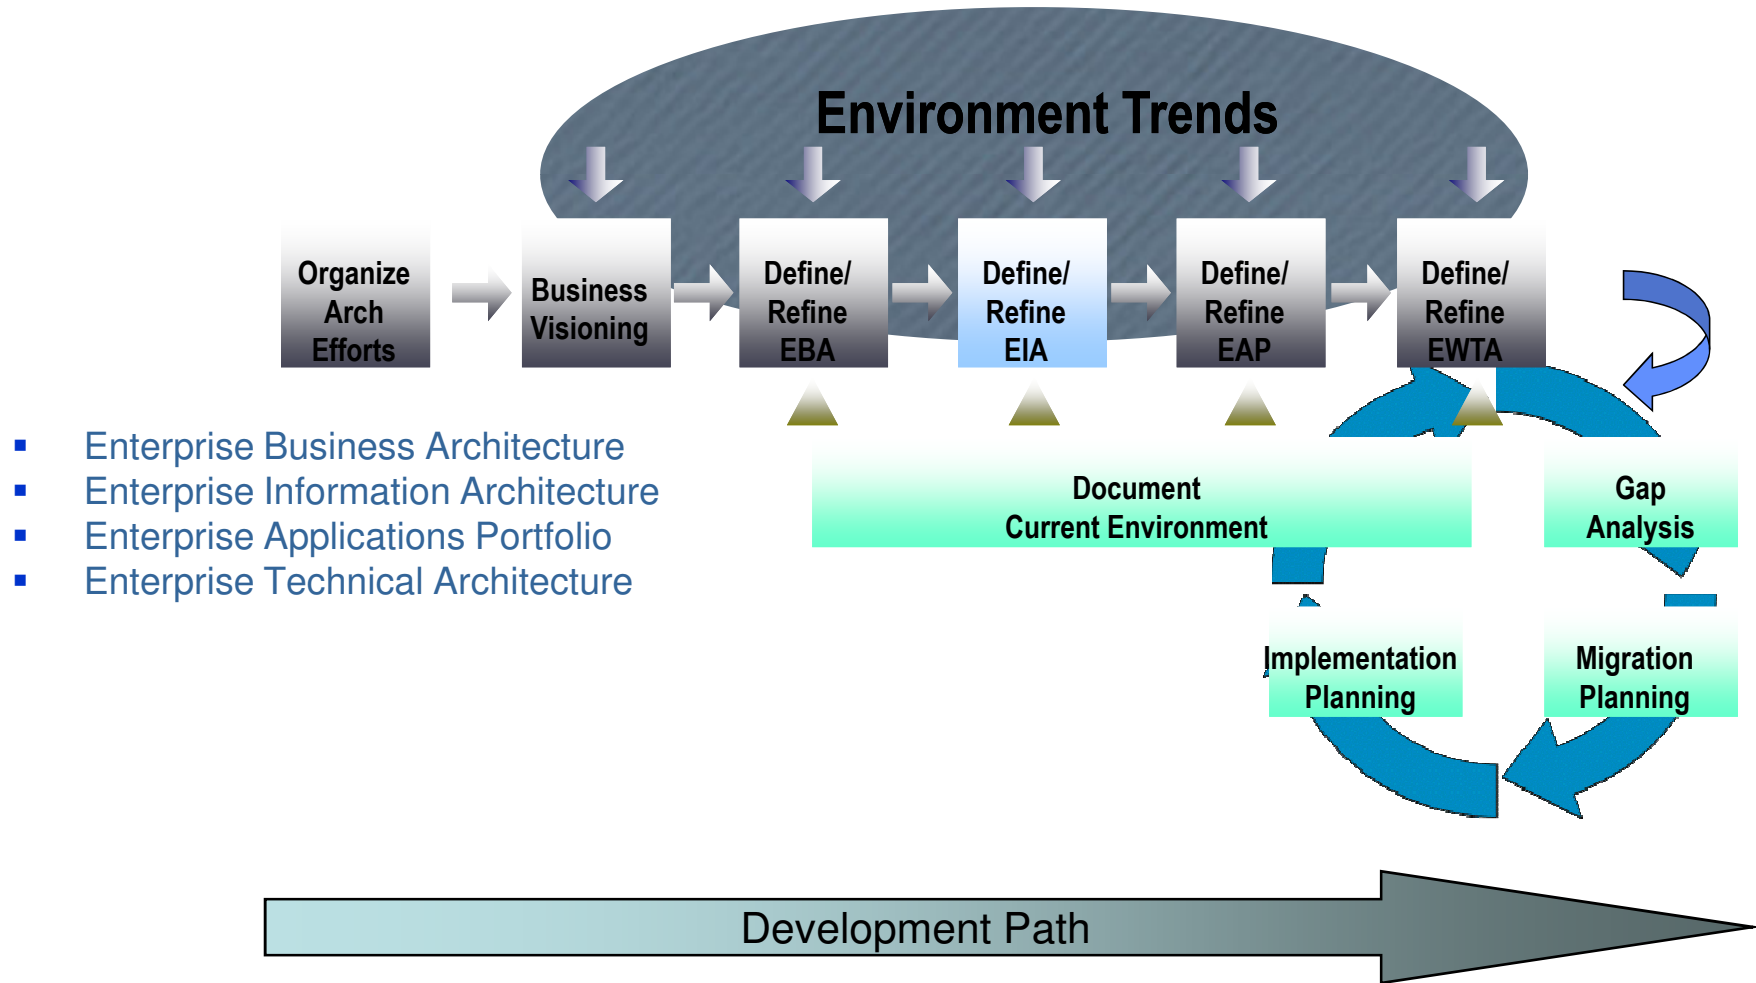 Environment Trends
Organize
Arch
Efforts
Business
Visioning
Define/
Refine
EBA
Define/
Refine
EIA
Define/
Refine
EAP
Define/
Refine
EWTA
Enterprise Business Architecture
Enterprise Information Architecture
Enterprise Applications Portfolio
Enterprise Technical Architecture
Document
Current Environment
Gap
Analysis
Implementation
Planning
Migration
Planning
Development Path